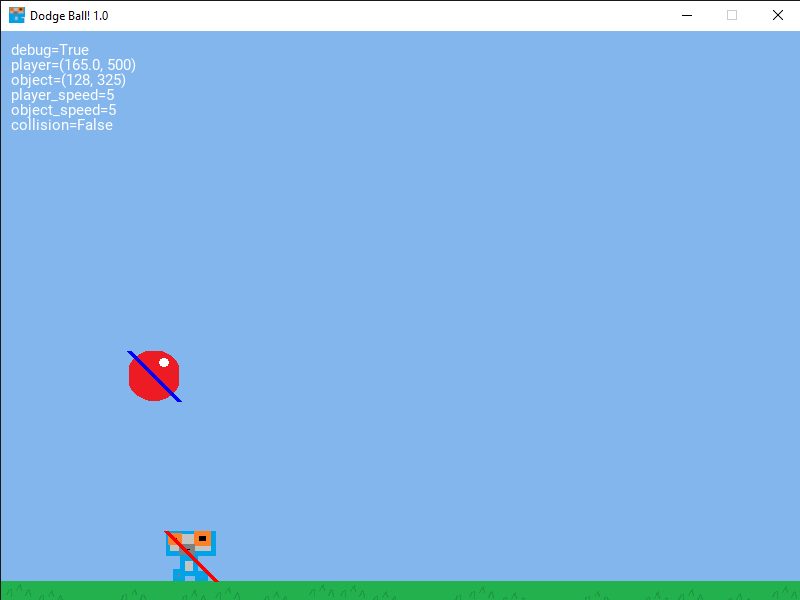 Dodge Ball! 1.0
debug=True
player=(165.0, 500)
object=(128, 325)
player_speed=5
object_speed=5
collision=False